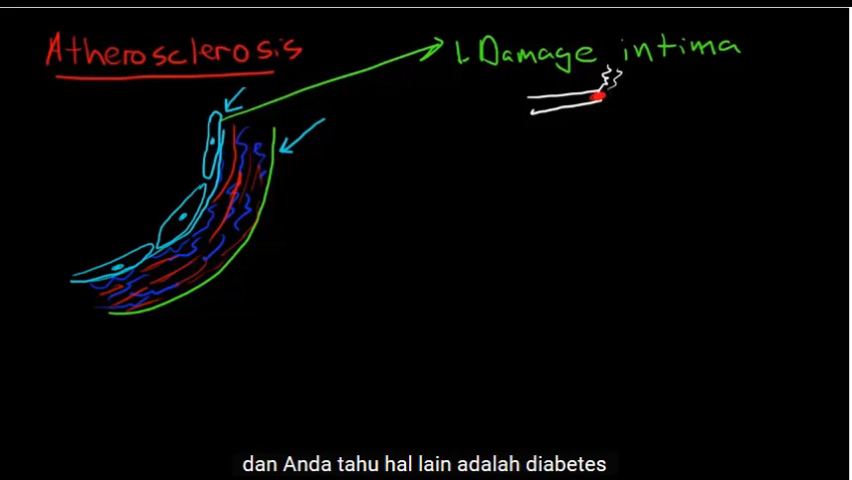 Atherosclerosis
1. Damage intima
dan Anda tahu hal lain adalah diabetes